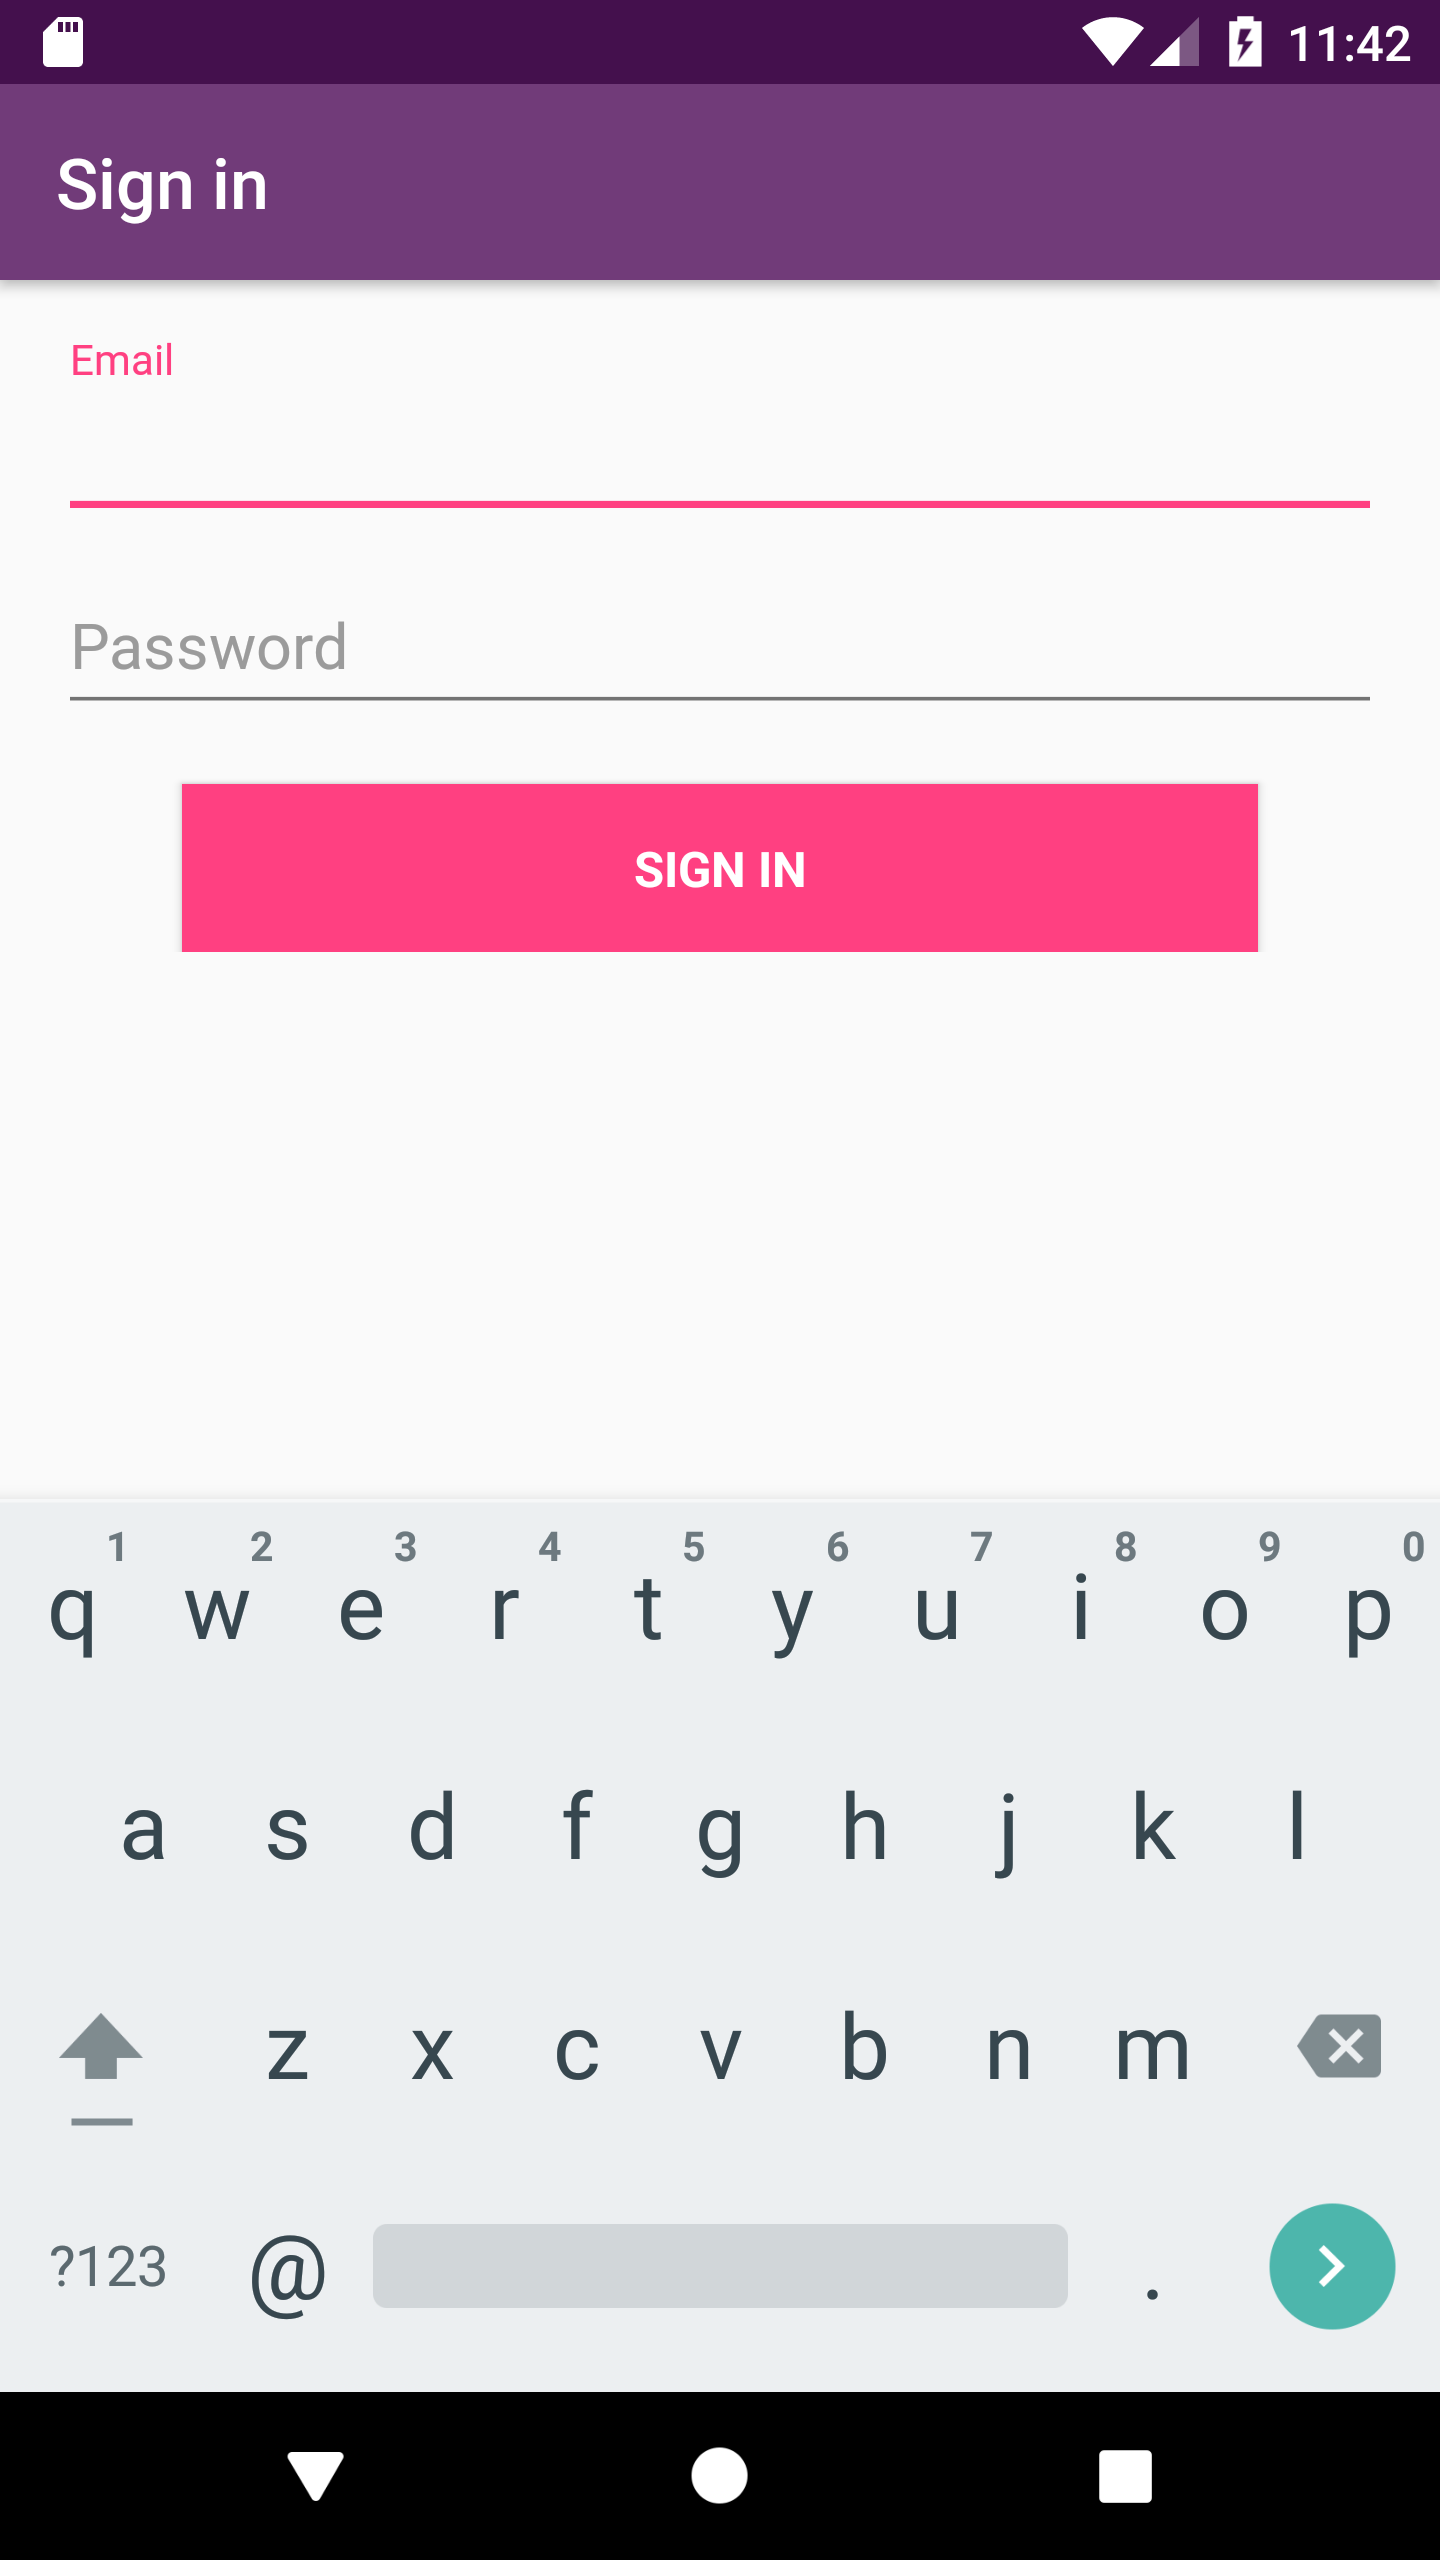 11:42
Sign in
Email
Password
SIGN IN
1 2 3 4 5 6 7 8 9 0
q w e r t y u i o p
a s d f g h j k l
z x c v b n m
?123 @ .